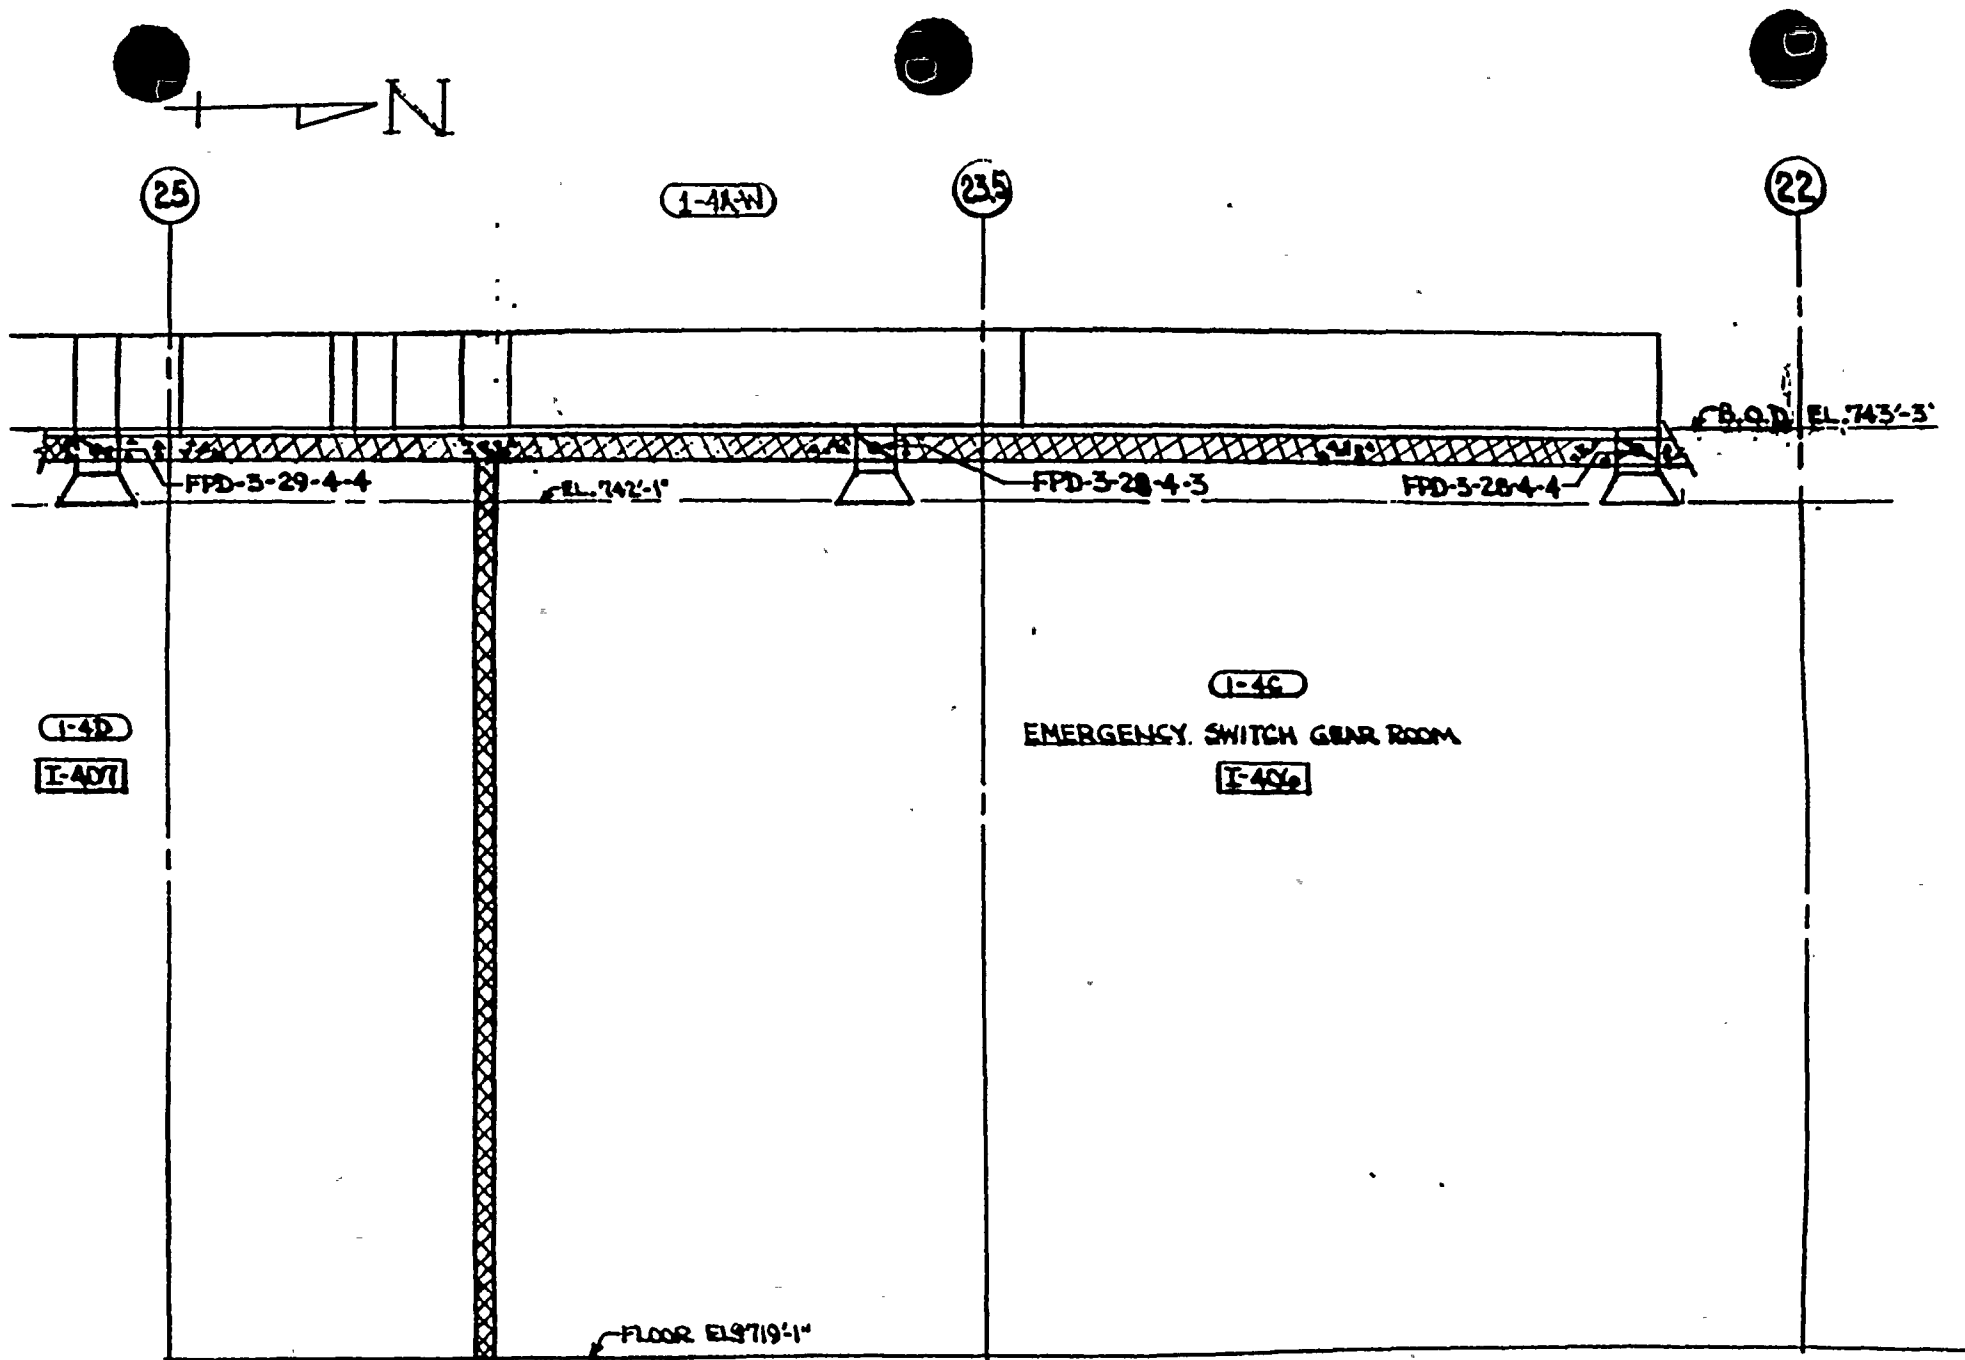 N
25
1-4A-W
23.5
22
B.O.D. EL. 743'-3"
FPD-3-29-4-4
EL. 742'-1"
FPD-3-28-4-3
FPD-3-28-4-4
1-4D
I-407
1-4G
EMERGENCY SWITCH GEAR ROOM
I-406
FLOOR EL 719'-1"